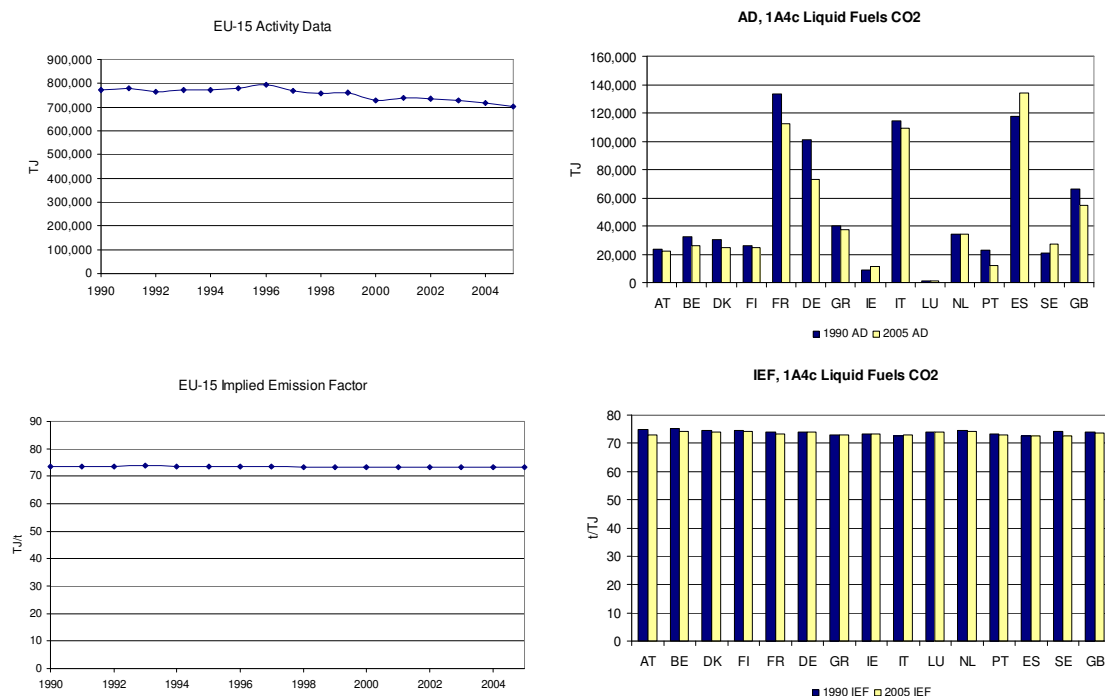 EU-15 Activity Data
900,000
800,000
700,000
600,000
500,000
400,000
300,000
200,000
100,000
0
TJ
1990 1992 1994 1996 1998 2000 2002 2004
AD, 1A4c Liquid Fuels CO2
160,000
140,000
120,000
100,000
80,000
60,000
40,000
20,000
0
TJ
AT BE DK FI FR DE GR IE IT LU NL PT ES SE GB
1990 AD 2005 AD
EU-15 Implied Emission Factor
90
80
70
60
50
40
30
20
10
0
TJ/t
1990 1992 1994 1996 1998 2000 2002 2004
IEF, 1A4c Liquid Fuels CO2
80
70
60
50
40
30
20
10
0
t/TJ
AT BE DK FI FR DE GR IE IT LU NL PT ES SE GB
1990 IEF 2005 IEF